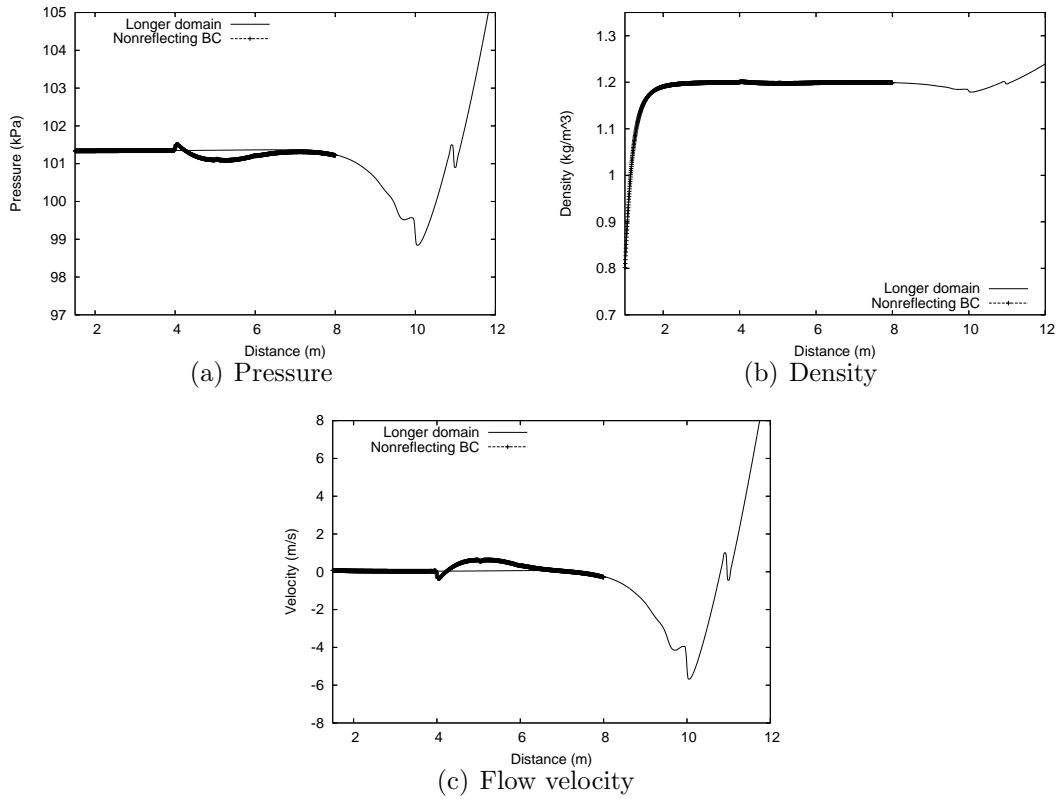 105
104
103
102
101
100
99
98
97
Pressure (kPa)
Longer domain
Nonreflecting BC
2 4 6 8 10 12
Distance (m)
(a) Pressure
1.3
1.2
1.1
1
0.9
0.8
0.7
Density (kg/m^3)
Longer domain
Nonreflecting BC
2 4 6 8 10 12
Distance (m)
(b) Density
8
6
4
2
0
-2
-4
-6
-8
Velocity (m/s)
Longer domain
Nonreflecting BC
2 4 6 8 10 12
Distance (m)
(c) Flow velocity